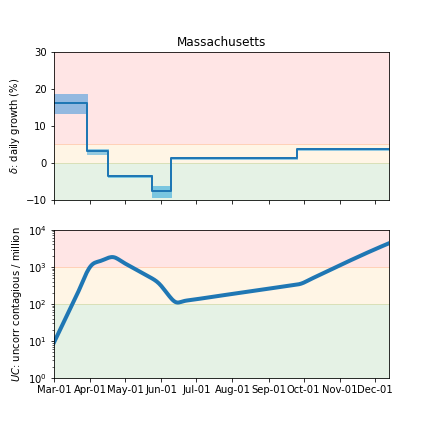 Massachusetts
δ: daily growth (%)
30
20
10
0
−10
UC: uncorr contagious / million
10⁴
10³
10²
10¹
10⁰
Mar-01 Apr-01 May-01 Jun-01 Jul-01 Aug-01 Sep-01 Oct-01 Nov-01 Dec-01